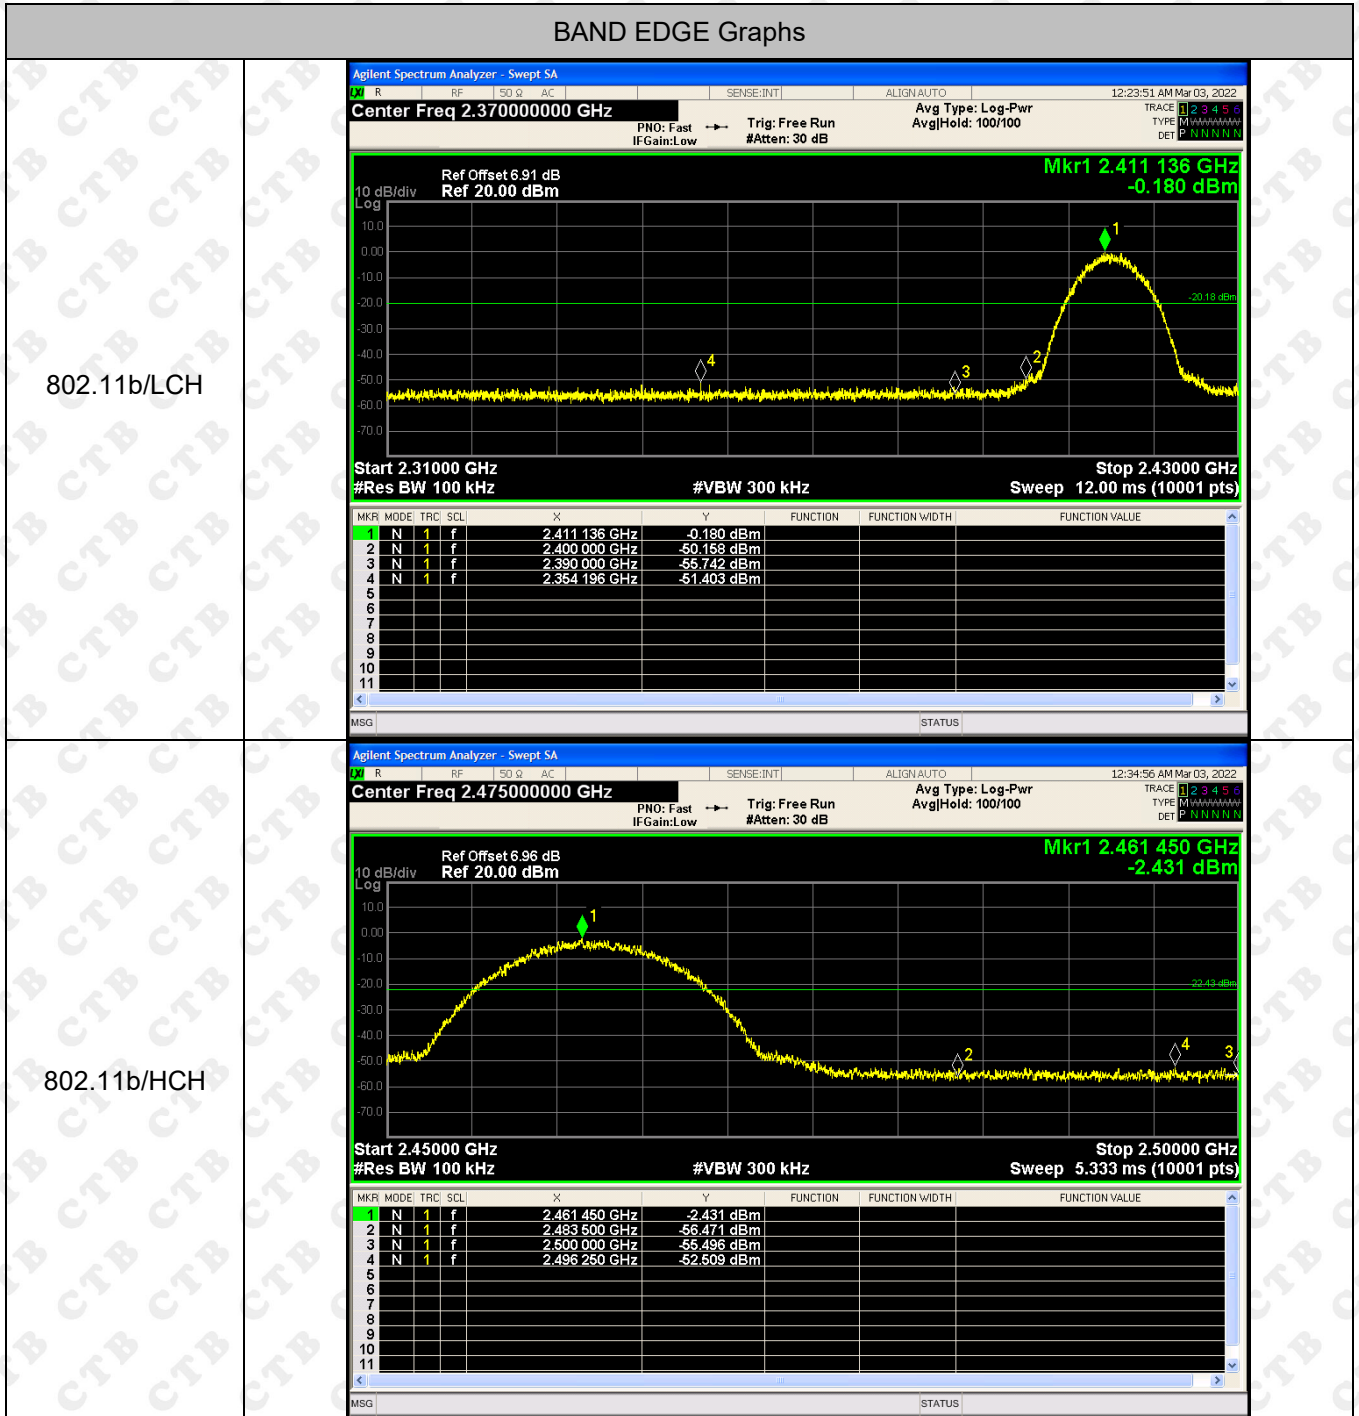 BAND EDGE Graphs
802.11b/LCH
Agilent Spectrum Analyzer - Swept SA
LXI R RF 50 Ω AC SENSE:INT ALIGN AUTO 12:23:51 AM Mar 03, 2022
Center Freq 2.370000000 GHz Avg Type: Log-Pwr TRACE 1 2 3 4 5 6
PNO: Fast Trig: Free Run Avg|Hold: 100/100 TYPE M WWWWW
IFGain:Low #Atten: 30 dB DET P N N N N N
Mkr1 2.411 136 GHz
Ref Offset 6.91 dB
10 dB/div Ref 20.00 dBm -0.180 dBm
Log
10.0
1
0.00
-10.0
-20.0 -20.18 dBm
-30.0
-40.0
4 3 2
-50.0
-60.0
-70.0
Start 2.31000 GHz Stop 2.43000 GHz
#Res BW 100 kHz #VBW 300 kHz Sweep 12.00 ms (10001 pts)
MKR MODE TRC SCL X Y FUNCTION FUNCTION WIDTH FUNCTION VALUE
1 N 1 f 2.411 136 GHz -0.180 dBm
2 N 1 f 2.400 000 GHz -50.158 dBm
3 N 1 f 2.390 000 GHz -55.742 dBm
4 N 1 f 2.354 196 GHz -51.403 dBm
5
6
7
8
9
10
11
MSG STATUS
802.11b/HCH
Agilent Spectrum Analyzer - Swept SA
LXI R RF 50 Ω AC SENSE:INT ALIGN AUTO 12:34:56 AM Mar 03, 2022
Center Freq 2.475000000 GHz Avg Type: Log-Pwr TRACE 1 2 3 4 5 6
PNO: Fast Trig: Free Run Avg|Hold: 100/100 TYPE M WWWWW
IFGain:Low #Atten: 30 dB DET P N N N N N
Mkr1 2.461 450 GHz
Ref Offset 6.96 dB
10 dB/div Ref 20.00 dBm -2.431 dBm
Log
10.0
1
0.00
-10.0
-20.0 -22.43 dBm
-30.0
-40.0
2 4 3
-50.0
-60.0
-70.0
Start 2.45000 GHz Stop 2.50000 GHz
#Res BW 100 kHz #VBW 300 kHz Sweep 5.333 ms (10001 pts)
MKR MODE TRC SCL X Y FUNCTION FUNCTION WIDTH FUNCTION VALUE
1 N 1 f 2.461 450 GHz -2.431 dBm
2 N 1 f 2.483 500 GHz -56.471 dBm
3 N 1 f 2.500 000 GHz -55.496 dBm
4 N 1 f 2.496 250 GHz -52.509 dBm
5
6
7
8
9
10
11
MSG STATUS